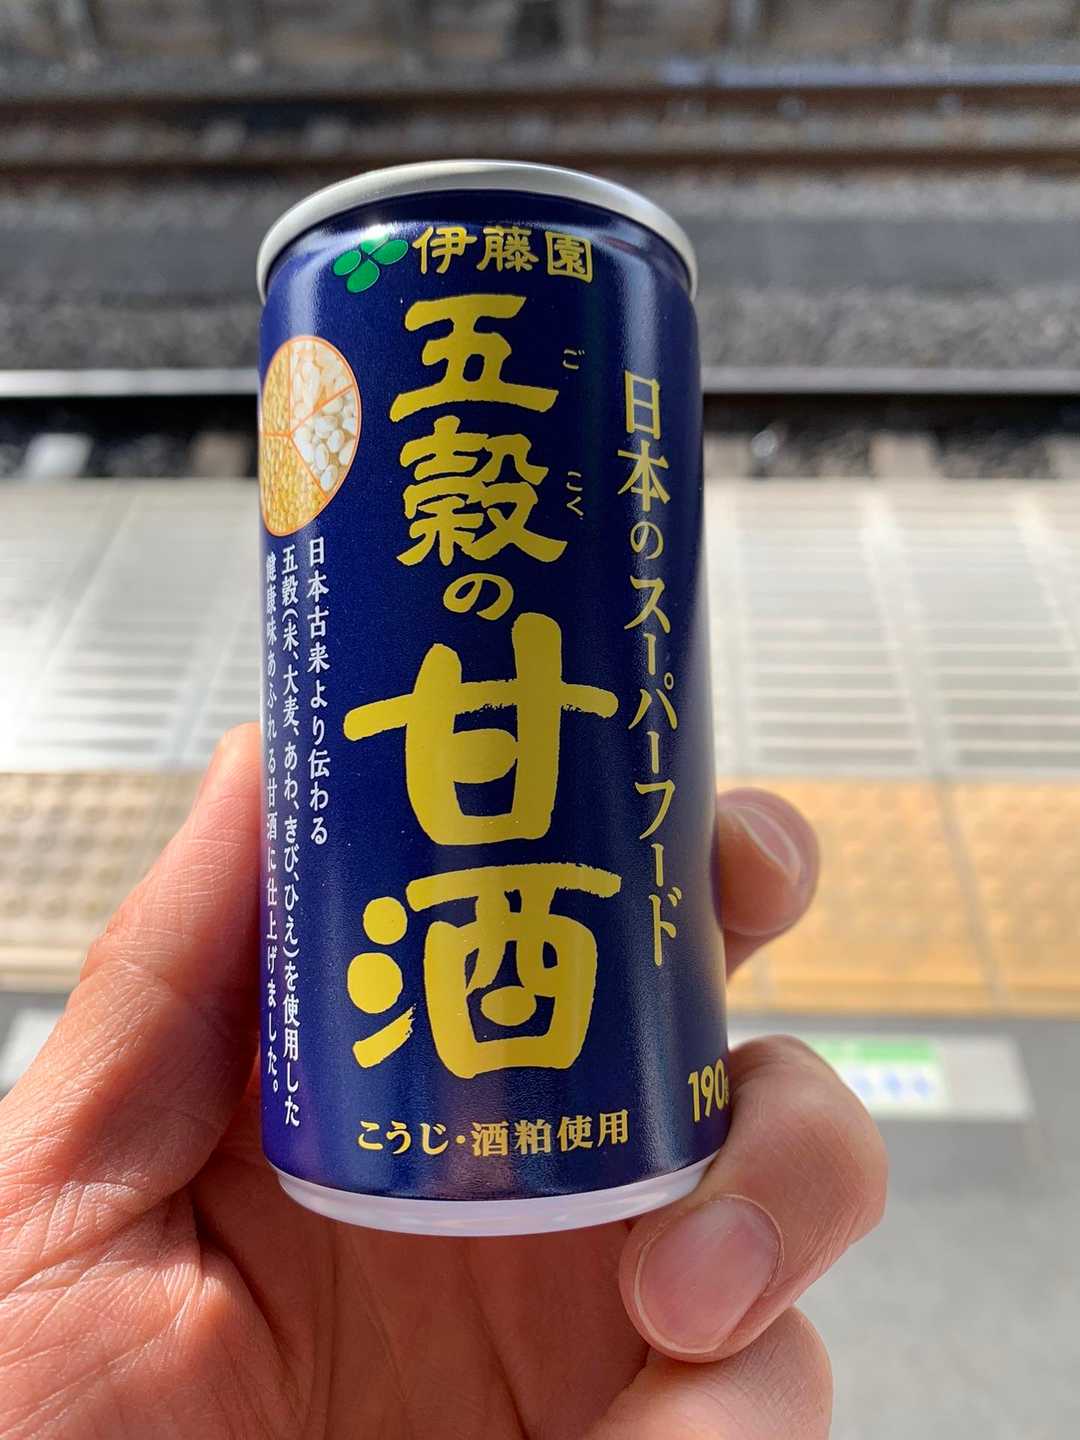 伊藤園
日本のスーパーフード
五穀の甘酒
ごこく
日本古来より伝わる
五穀(米、大麦、あわ、きび、ひえ)を使用した
健康味あふれる甘酒に仕上げました。
こうじ・酒粕使用
190g